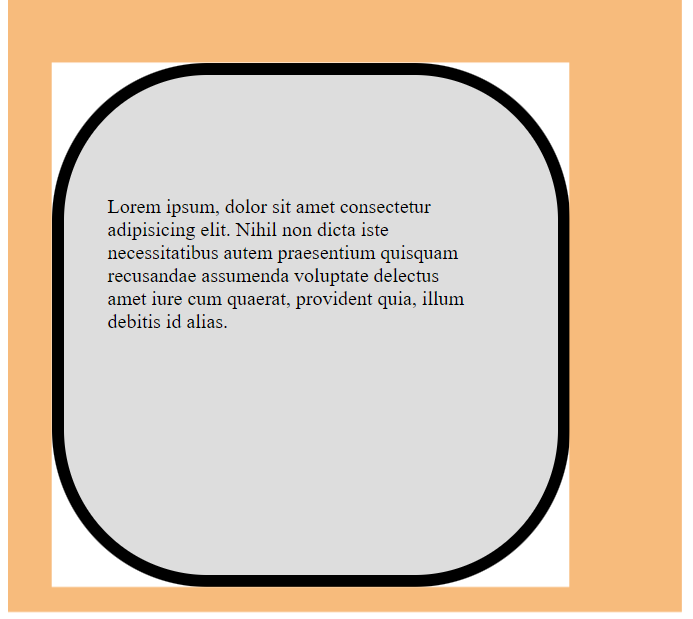 Lorem ipsum, dolor sit amet consectetur
adipisicing elit. Nihil non dicta iste
necessitatibus autem praesentium quisquam
recusandae assumenda voluptate delectus
amet iure cum quaerat, provident quia, illum
debitis id alias.